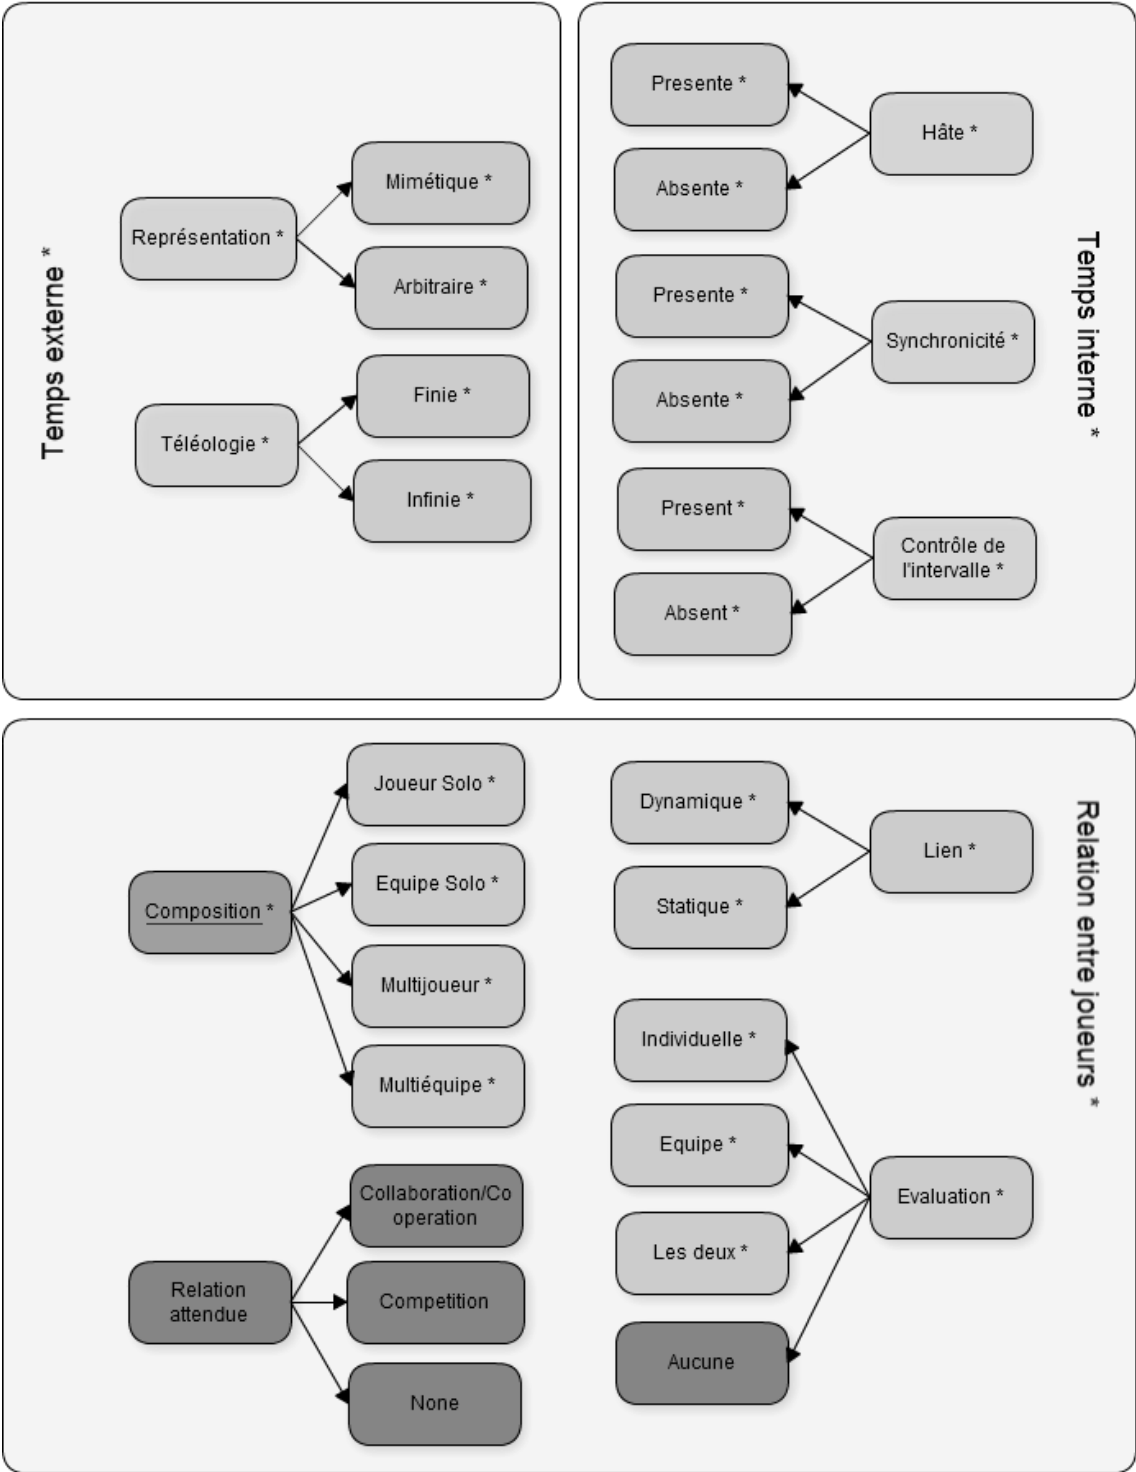 Temps externe *
Représentation *
Mimétique *
Arbitraire *
Téléologie *
Finie *
Infinie *
Temps interne *
Hâte *
Presente *
Absente *
Synchronicité *
Presente *
Absente *
Contrôle de
l'intervalle *
Present *
Absent *
Relation entre joueurs *
Composition *
Joueur Solo *
Equipe Solo *
Multijoueur *
Multiéquipe *
Relation
attendue
Collaboration/Co
operation
Competition
None
Lien *
Dynamique *
Statique *
Evaluation *
Individuelle *
Equipe *
Les deux *
Aucune